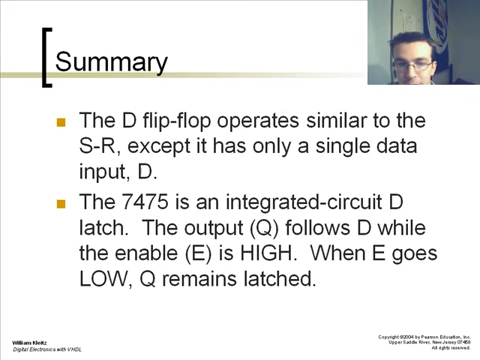 Summary
The D flip-flop operates similar to the
S-R, except it has only a single data
input, D.
The 7475 is an integrated-circuit D
latch. The output (Q) follows D while
the enable (E) is HIGH. When E goes
LOW, Q remains latched.
William Kleitz
Digital Electronics with VHDL
Copyright ©2004 by Pearson Education, Inc.
Upper Saddle River, New Jersey 07458
All rights reserved.